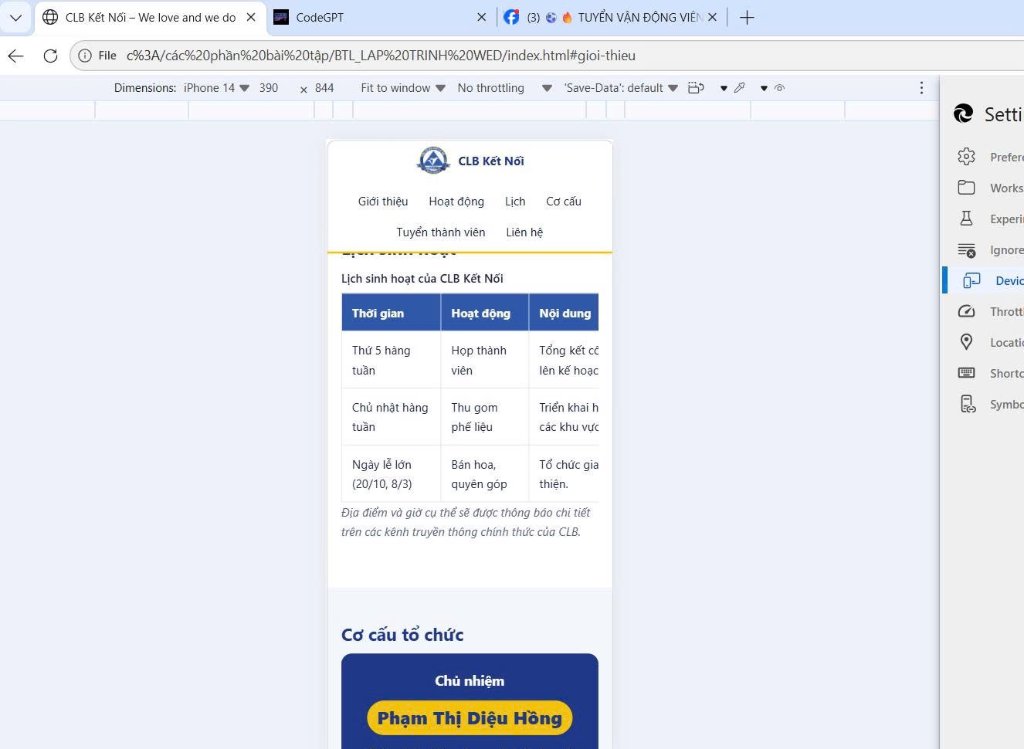 CLB Kết Nối – We love and we do
CodeGPT
(3) TUYỂN VẬN ĐỘNG VIÊN
File c%3A/các%20phần%20bài%20tập/BTL_LAP%20TRINH%20WED/index.html#gioi-thieu
Dimensions: iPhone 14 390 x 844 Fit to window No throttling 'Save-Data': default
CLB Kết Nối
Giới thiệu Hoạt động Lịch Cơ cấu
Tuyển thành viên Liên hệ
Lịch sinh hoạt
Lịch sinh hoạt của CLB Kết Nối
Thời gian Hoạt động Nội dung
Thứ 5 hàng Họp thành Tổng kết cô
tuần viên lên kế hoạc
Chủ nhật hàng Thu gom Triển khai h
tuần phế liệu các khu vực
Ngày lễ lớn Bán hoa, Tổ chức gia
(20/10, 8/3) quyên góp thiện.
Địa điểm và giờ cụ thể sẽ được thông báo chi tiết
trên các kênh truyền thông chính thức của CLB.
Cơ cấu tổ chức
Chủ nhiệm
Phạm Thị Diệu Hồng
Setti
Prefere
Works
Experin
Ignore
Devic
Thrott
Locatio
Shortc
Symbo